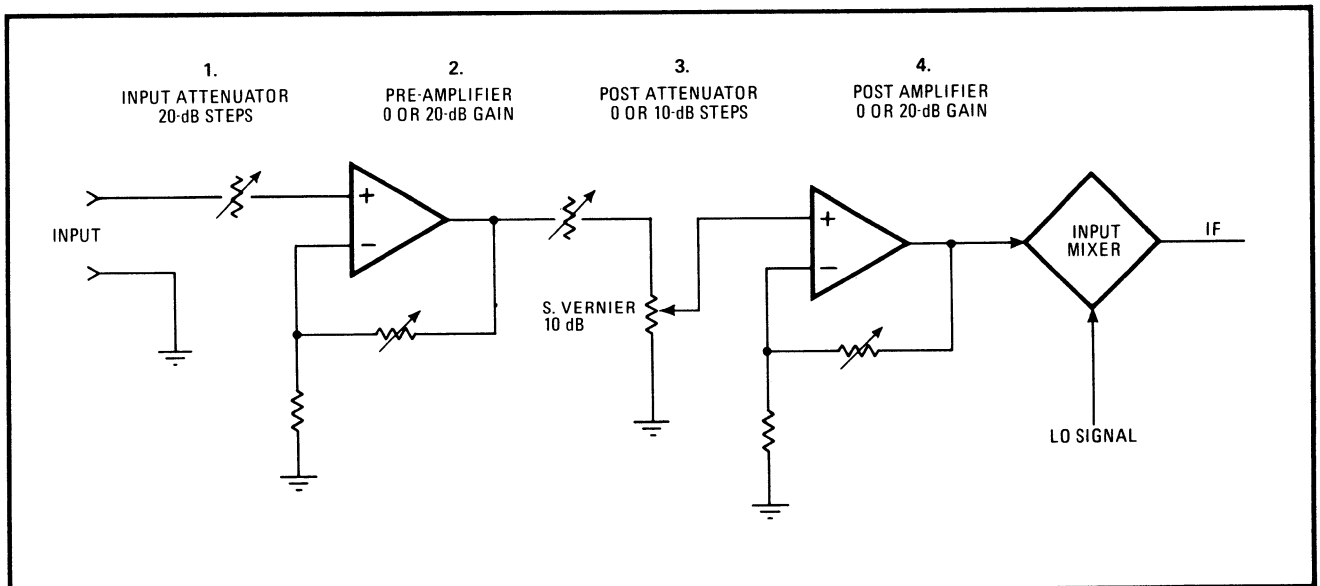 1.
INPUT ATTENUATOR
20-dB STEPS
2.
PRE-AMPLIFIER
0 OR 20-dB GAIN
3.
POST ATTENUATOR
0 OR 10-dB STEPS
4.
POST AMPLIFIER
0 OR 20-dB GAIN
INPUT
+
−
S. VERNIER
10 dB
+
−
INPUT
MIXER
IF
LO SIGNAL